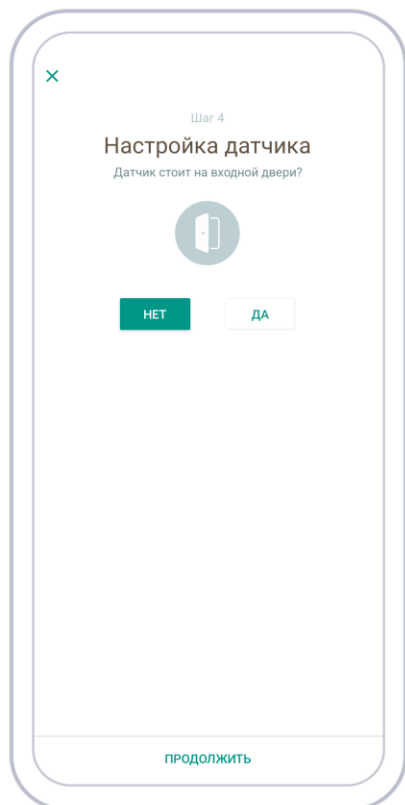 Шаг 4
Настройка датчика
Датчик стоит на входной двери?
НЕТ ДА
ПРОДОЛЖИТЬ